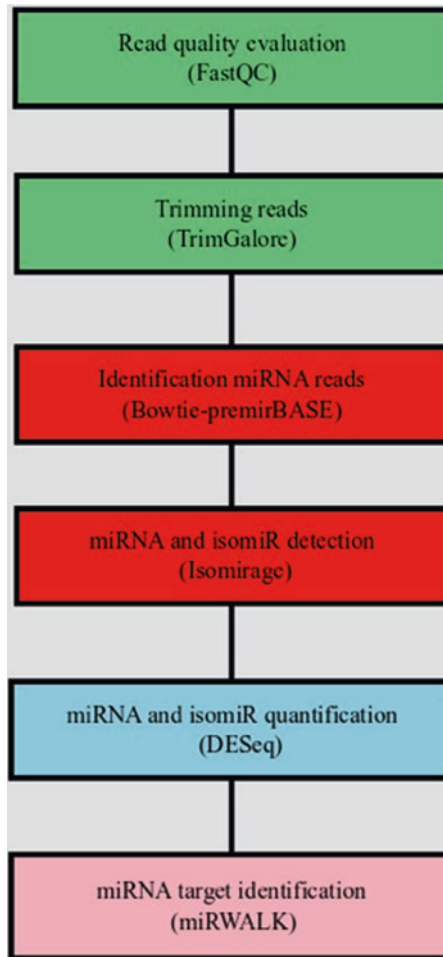 Read quality evaluation
(FastQC)
Trimming reads
(TrimGalore)
Identification miRNA reads
(Bowtie-premirBASE)
miRNA and isomiR detection
(Isomirage)
miRNA and isomiR quantification
(DESeq)
miRNA target identification
(miRWALK)